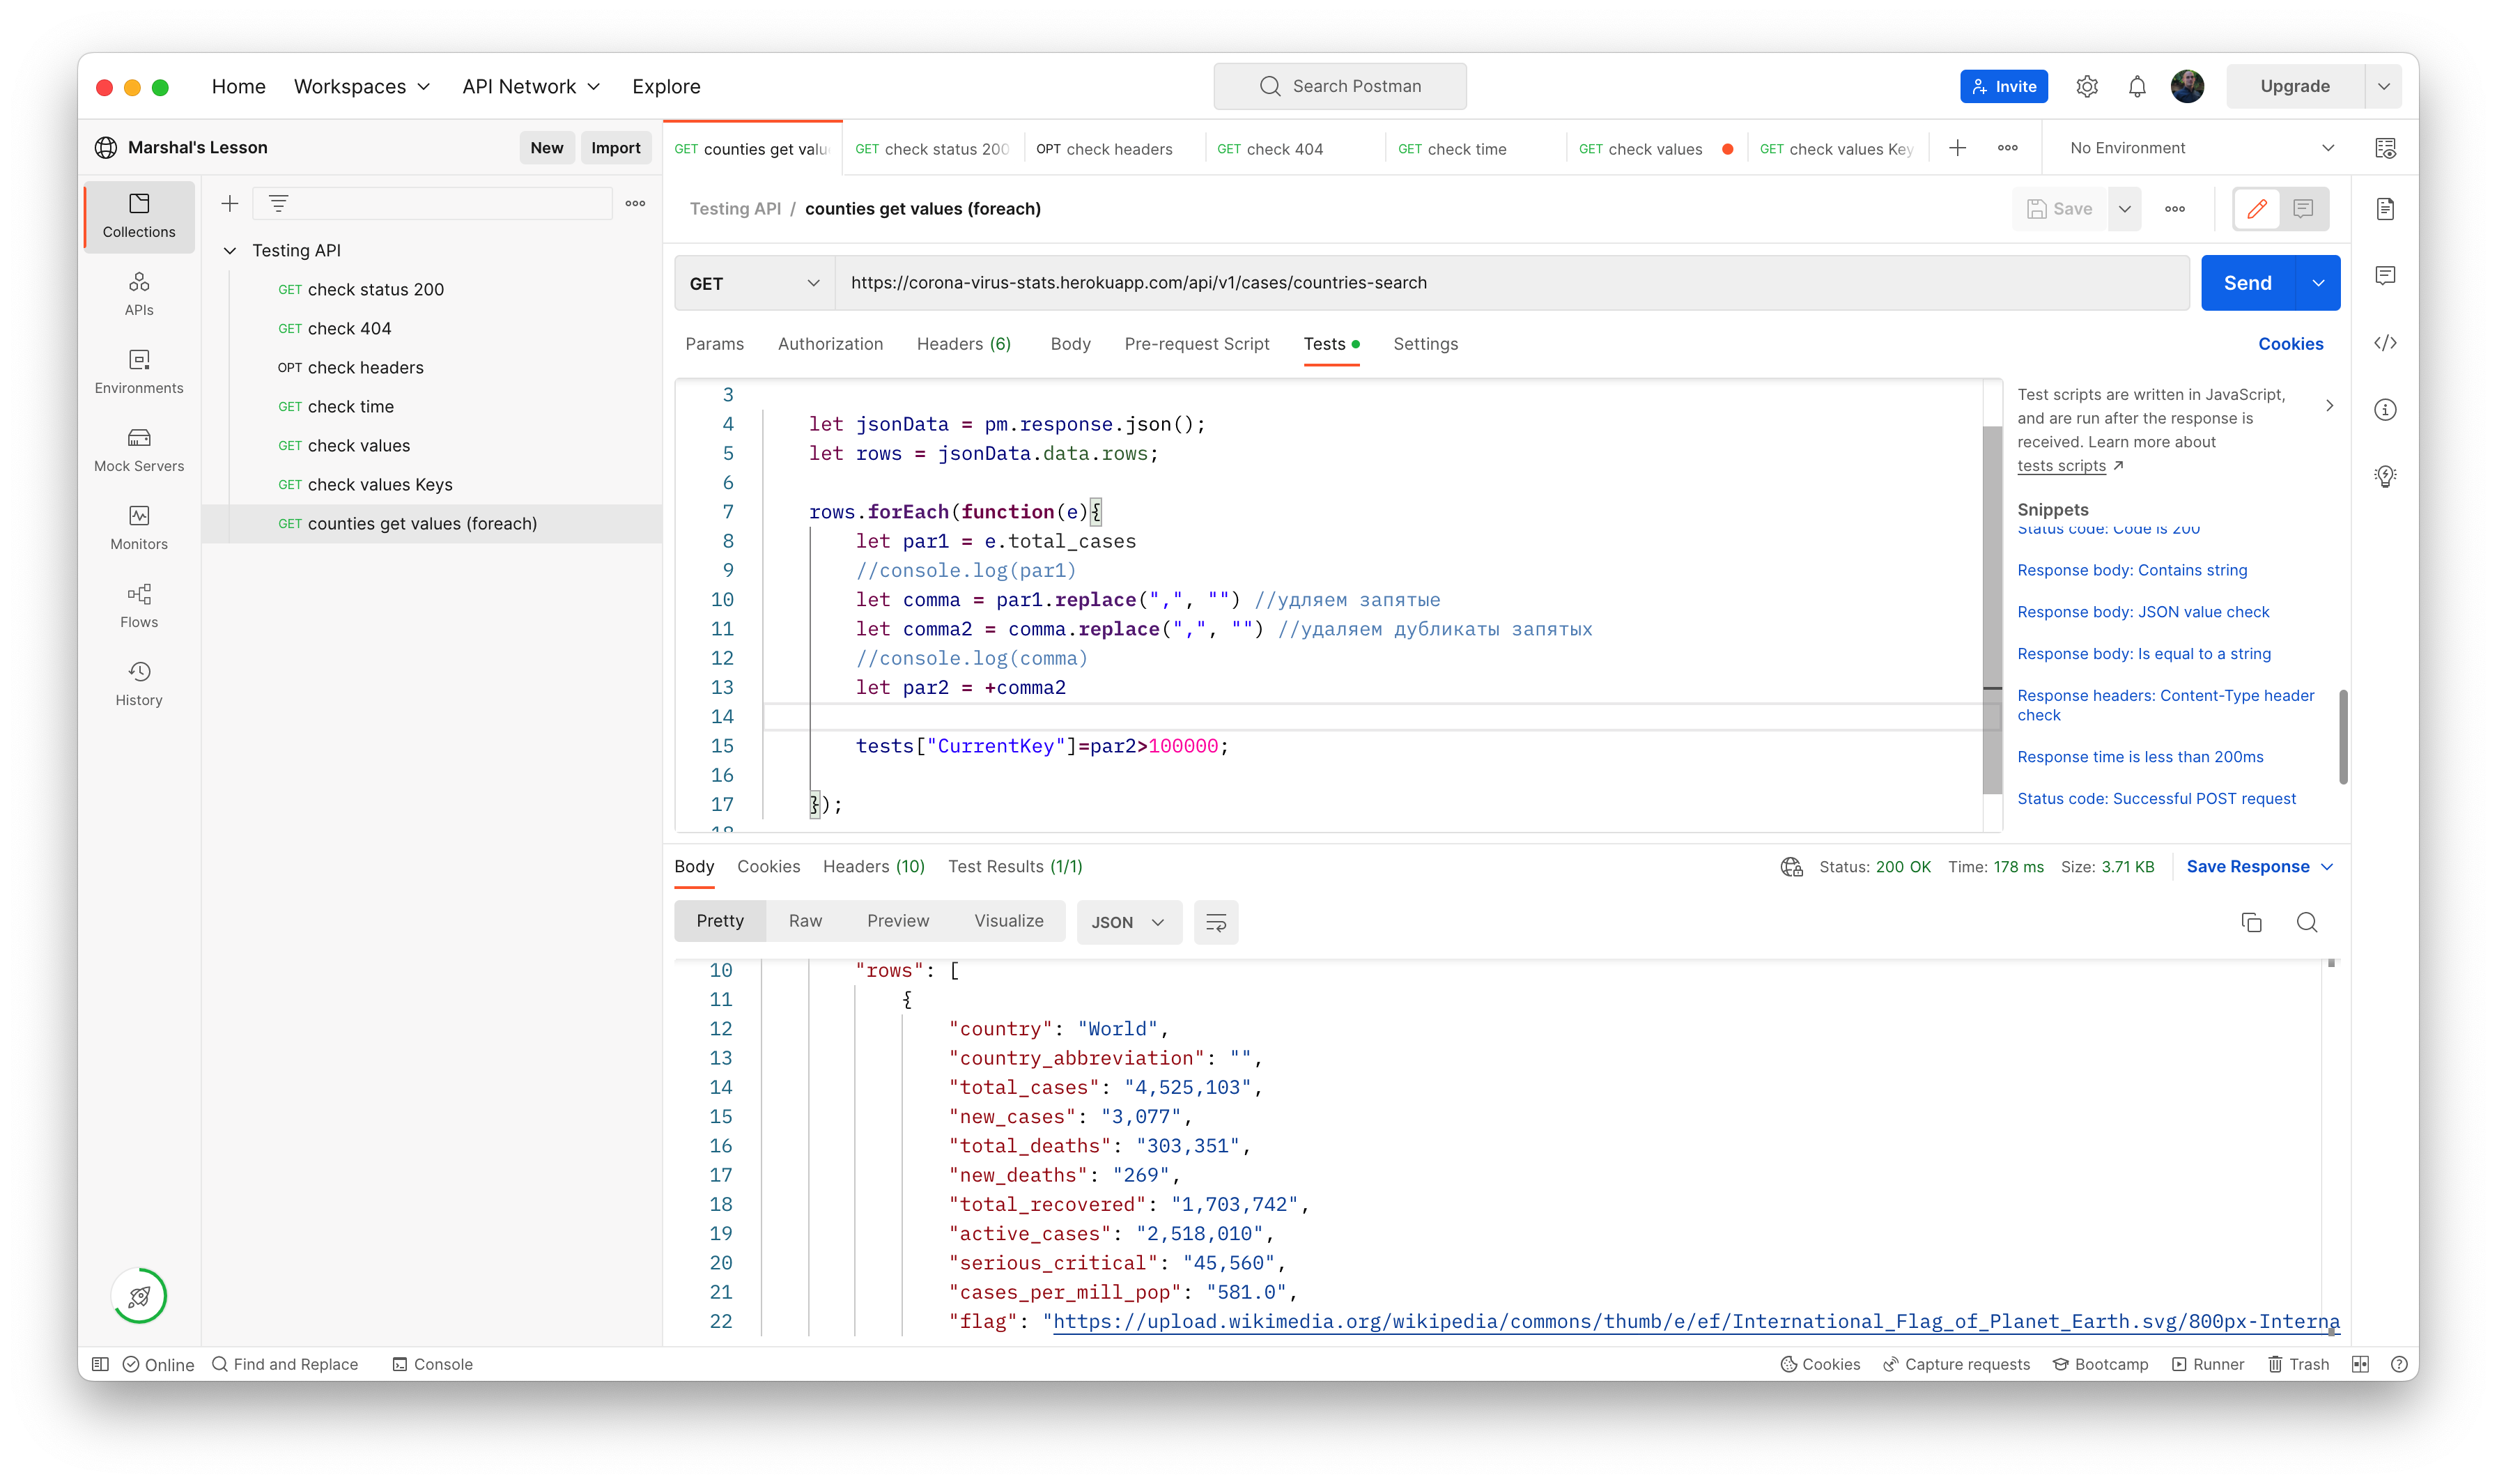 Home Workspaces API Network Explore Search Postman Invite Upgrade
Marshal's Lesson New Import
GET counties get valu GET check status 200 OPT check headers GET check 404 GET check time GET check values GET check values Key No Environment
Collections
APIs
Environments
Mock Servers
Monitors
Flows
History
Testing API
GET check status 200
GET check 404
OPT check headers
GET check time
GET check values
GET check values Keys
GET counties get values (foreach)
Testing API / counties get values (foreach) Save
GET https://corona-virus-stats.herokuapp.com/api/v1/cases/countries-search Send
Params Authorization Headers (6) Body Pre-request Script Tests Settings Cookies
3
4 let jsonData = pm.response.json();
5 let rows = jsonData.data.rows;
6
7 rows.forEach(function(e){
8 let par1 = e.total_cases
9 //console.log(par1)
10 let comma = par1.replace(",", "") //удляем запятые
11 let comma2 = comma.replace(",", "") //удаляем дубликаты запятых
12 //console.log(comma)
13 let par2 = +comma2
14
15 tests["CurrentKey"]=par2>100000;
16
17 });
18
Test scripts are written in JavaScript,
and are run after the response is
received. Learn more about
tests scripts
Snippets
Status code: Code is 200
Response body: Contains string
Response body: JSON value check
Response body: Is equal to a string
Response headers: Content-Type header
check
Response time is less than 200ms
Status code: Successful POST request
Body Cookies Headers (10) Test Results (1/1) Status: 200 OK Time: 178 ms Size: 3.71 KB Save Response
Pretty Raw Preview Visualize JSON
10 "rows": [
11 {
12 "country": "World",
13 "country_abbreviation": "",
14 "total_cases": "4,525,103",
15 "new_cases": "3,077",
16 "total_deaths": "303,351",
17 "new_deaths": "269",
18 "total_recovered": "1,703,742",
19 "active_cases": "2,518,010",
20 "serious_critical": "45,560",
21 "cases_per_mill_pop": "581.0",
22 "flag": "https://upload.wikimedia.org/wikipedia/commons/thumb/e/ef/International_Flag_of_Planet_Earth.svg/800px-Interna
Online Find and Replace Console Cookies Capture requests Bootcamp Runner Trash